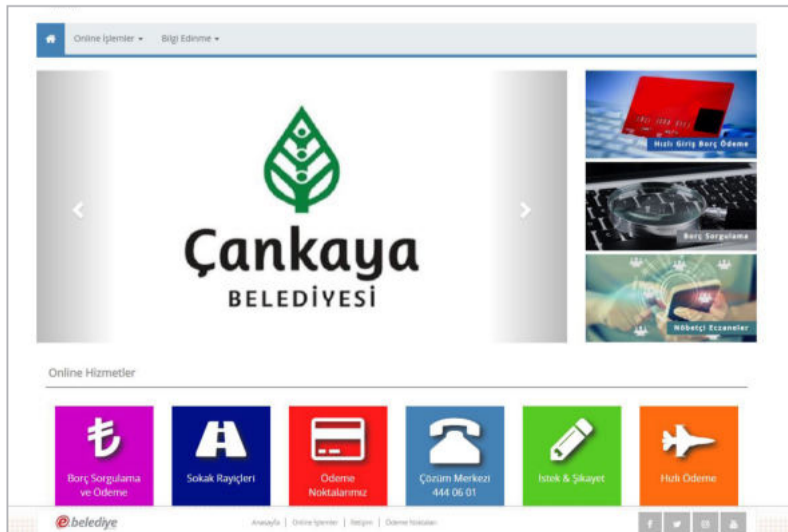 Online İşlemler
Bilgi Edinme
Çankaya
BELEDİYESİ
Hızlı Giriş Borç Ödeme
Borç Sorgulama
Nöbetçi Eczaneler
Online Hizmetler
Borç Sorgulama
ve Ödeme
Sokak Rayiçleri
Ödeme
Noktalarımız
Çözüm Merkezi
444 06 01
İstek & Şikayet
Hızlı Ödeme
e belediye
Anasayfa | Online İşlemler | İletişim | Ödeme Noktaları